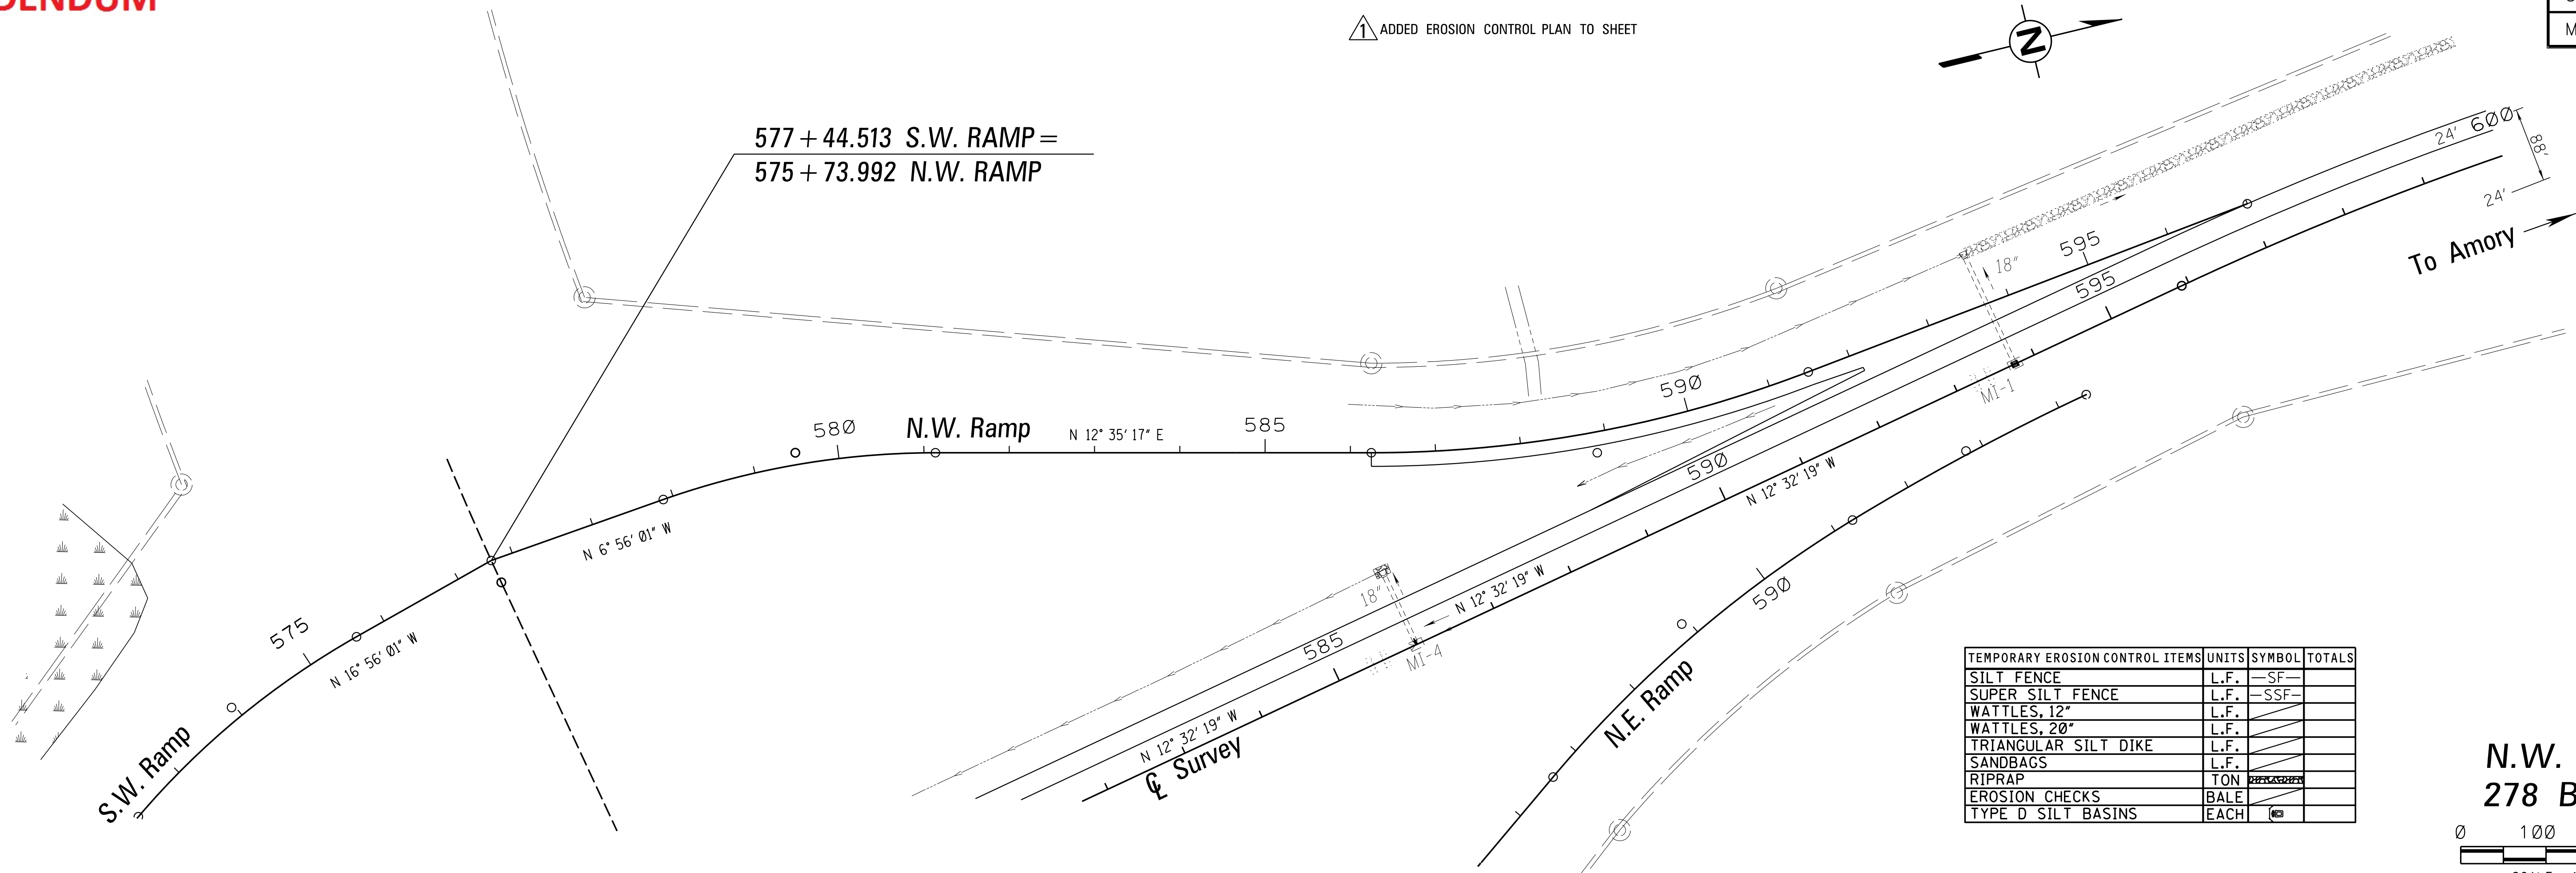 ADDED EROSION CONTROL PLAN TO SHEET
1
N
577+44.513 S.W. RAMP=
575+73.992 N.W. RAMP
24' 600
88'
24'
To Amory
595
595
18"
MI-1
590
580
N.W. Ramp
N 12° 35' 17" E
585
590
N 12° 32' 19" W
N 6° 56' 01" W
575
N 16° 56' 01" W
S.W. Ramp
18"
N 12° 32' 19" W
590
585
MI-4
N 12° 32' 19" W
℄ Survey
N.E. Ramp
TEMPORARY EROSION CONTROL ITEMS UNITS SYMBOL TOTALS
SILT FENCE L.F. —SF—
SUPER SILT FENCE L.F. —SSF—
WATTLES, 12" L.F.
WATTLES, 20" L.F.
TRIANGULAR SILT DIKE L.F.
SANDBAGS L.F.
RIPRAP TON
EROSION CHECKS BALE
TYPE D SILT BASINS EACH
N.W.
278 B
0 100